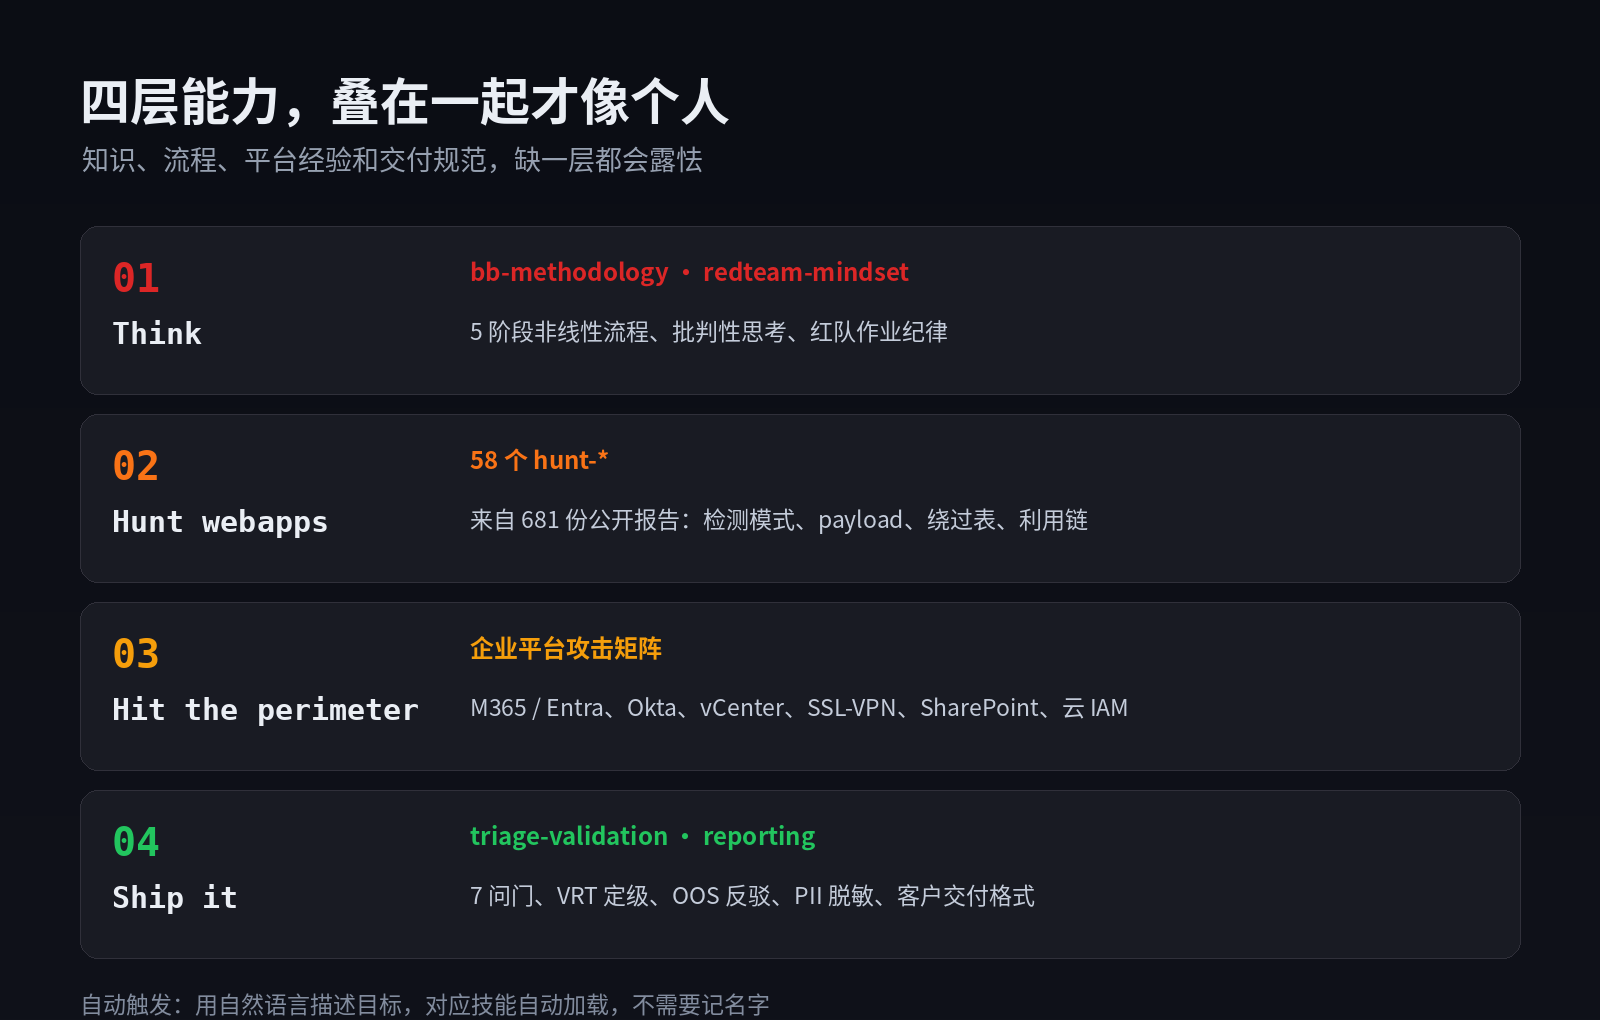 四层能力，叠在一起才像个人
知识、流程、平台经验和交付规范，缺一层都会露怯
01
Think
bb-methodology · redteam-mindset
5 阶段非线性流程、批判性思考、红队作业纪律
02
Hunt webapps
58 个 hunt-*
来自 681 份公开报告：检测模式、payload、绕过表、利用链
03
Hit the perimeter
企业平台攻击矩阵
M365 / Entra、Okta、vCenter、SSL-VPN、SharePoint、云 IAM
04
Ship it
triage-validation · reporting
7 问门、VRT 定级、OOS 反驳、PII 脱敏、客户交付格式
自动触发：用自然语言描述目标，对应技能自动加载，不需要记名字